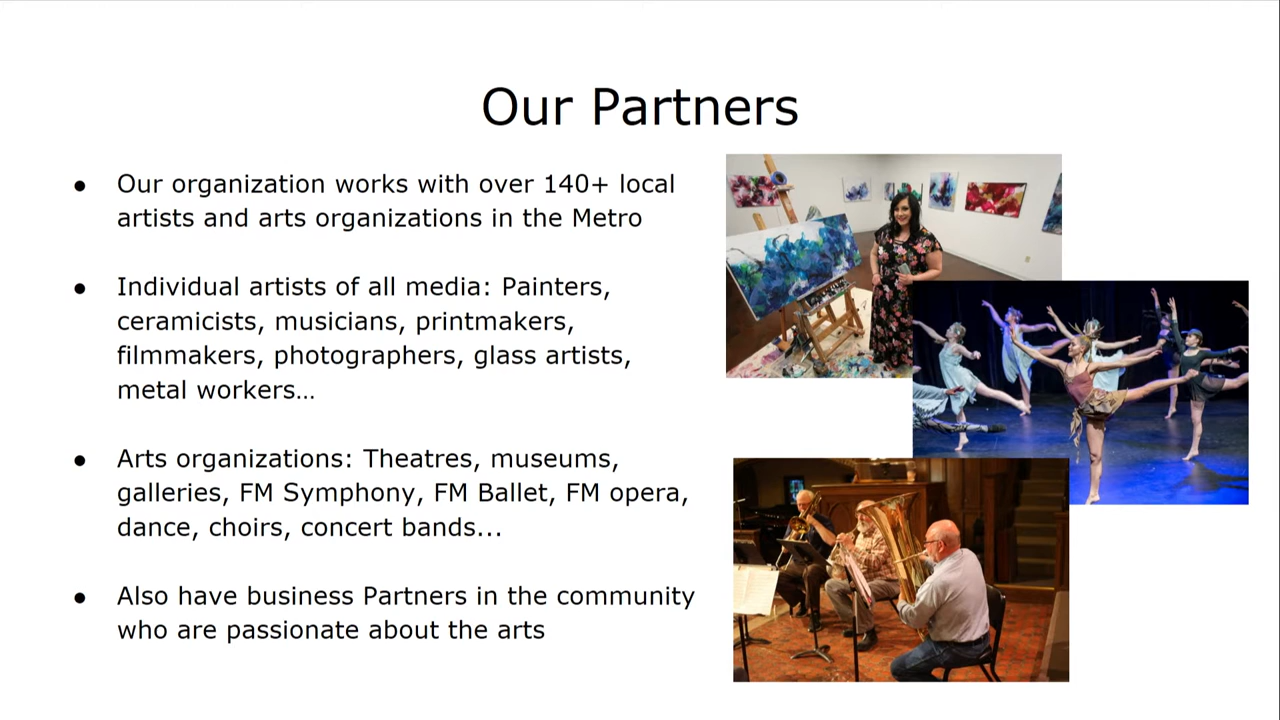 Our Partners
● Our organization works with over 140+ local
artists and arts organizations in the Metro
● Individual artists of all media: Painters,
ceramicists, musicians, printmakers,
filmmakers, photographers, glass artists,
metal workers…
● Arts organizations: Theatres, museums,
galleries, FM Symphony, FM Ballet, FM opera,
dance, choirs, concert bands...
● Also have business Partners in the community
who are passionate about the arts